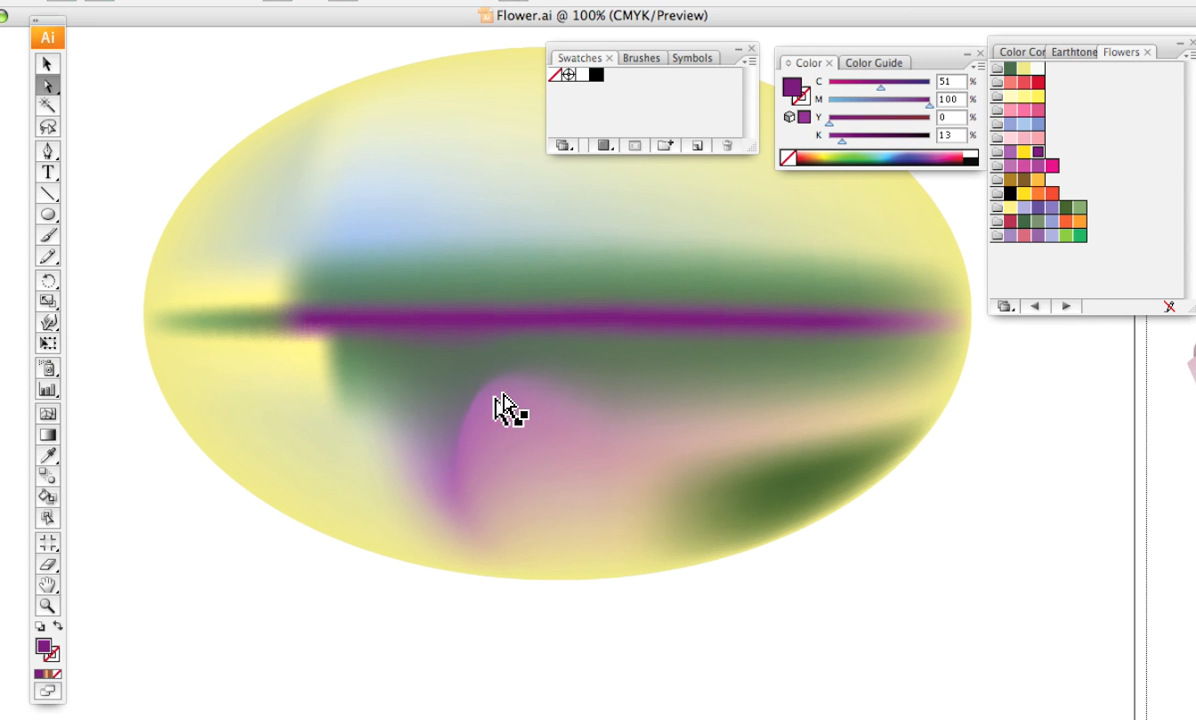 Flower.ai @ 100% (CMYK/Preview)
Ai
Swatches × Brushes Symbols
Color × Color Guide
C 51 %
M 100 %
Y 0 %
K 13 %
Color Cor Earthtone Flowers ×
T